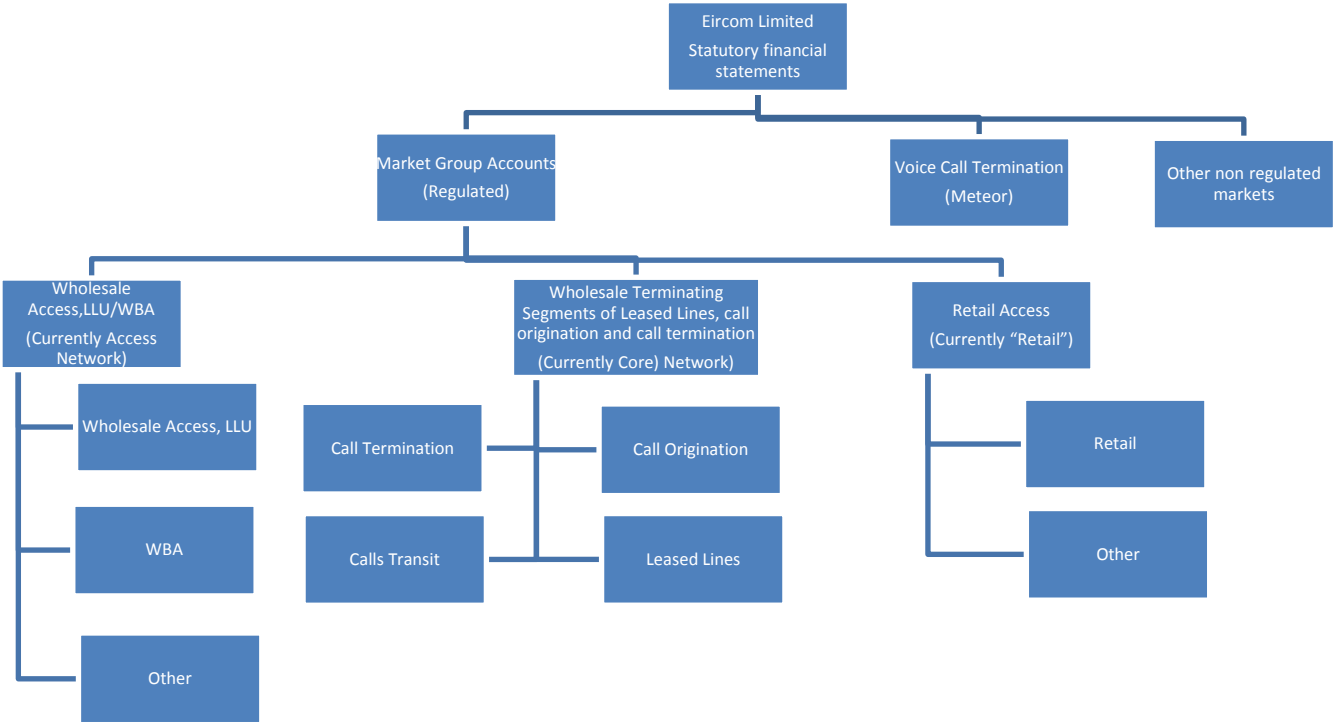 Eircom Limited
Statutory financial
statements
Market Group Accounts
(Regulated)
Voice Call Termination
(Meteor)
Other non regulated
markets
Wholesale
Access,LLU/WBA
(Currently Access
Network)
Wholesale Terminating
Segments of Leased Lines, call
origination and call termination
(Currently Core) Network)
Retail Access
(Currently “Retail”)
Wholesale Access, LLU
WBA
Other
Call Termination
Call Origination
Calls Transit
Leased Lines
Retail
Other